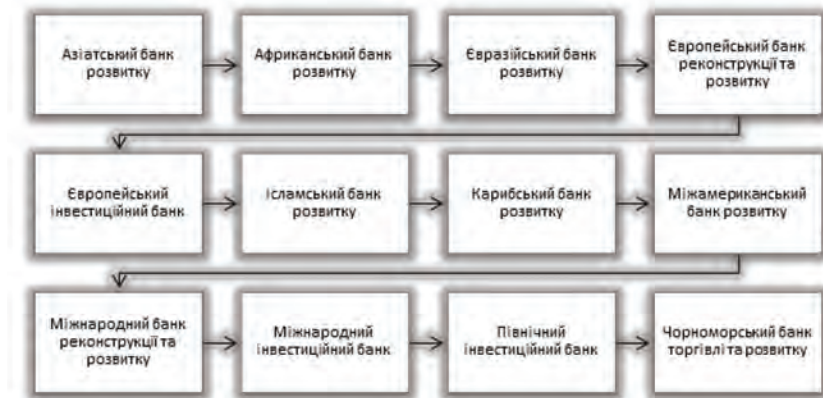 Азіатський банк
розвитку
Африканський банк
розвитку
Євразійський банк
розвитку
Європейський банк
реконструкції та
розвитку
Європейський
інвестиційний банк
Ісламський банк
розвитку
Карибський банк
розвитку
Міжамериканський
банк розвитку
Міжнародний банк
реконструкції та
розвитку
Міжнародний
інвестиційний банк
Північний
інвестиційний банк
Чорноморський банк
торгівлі та розвитку